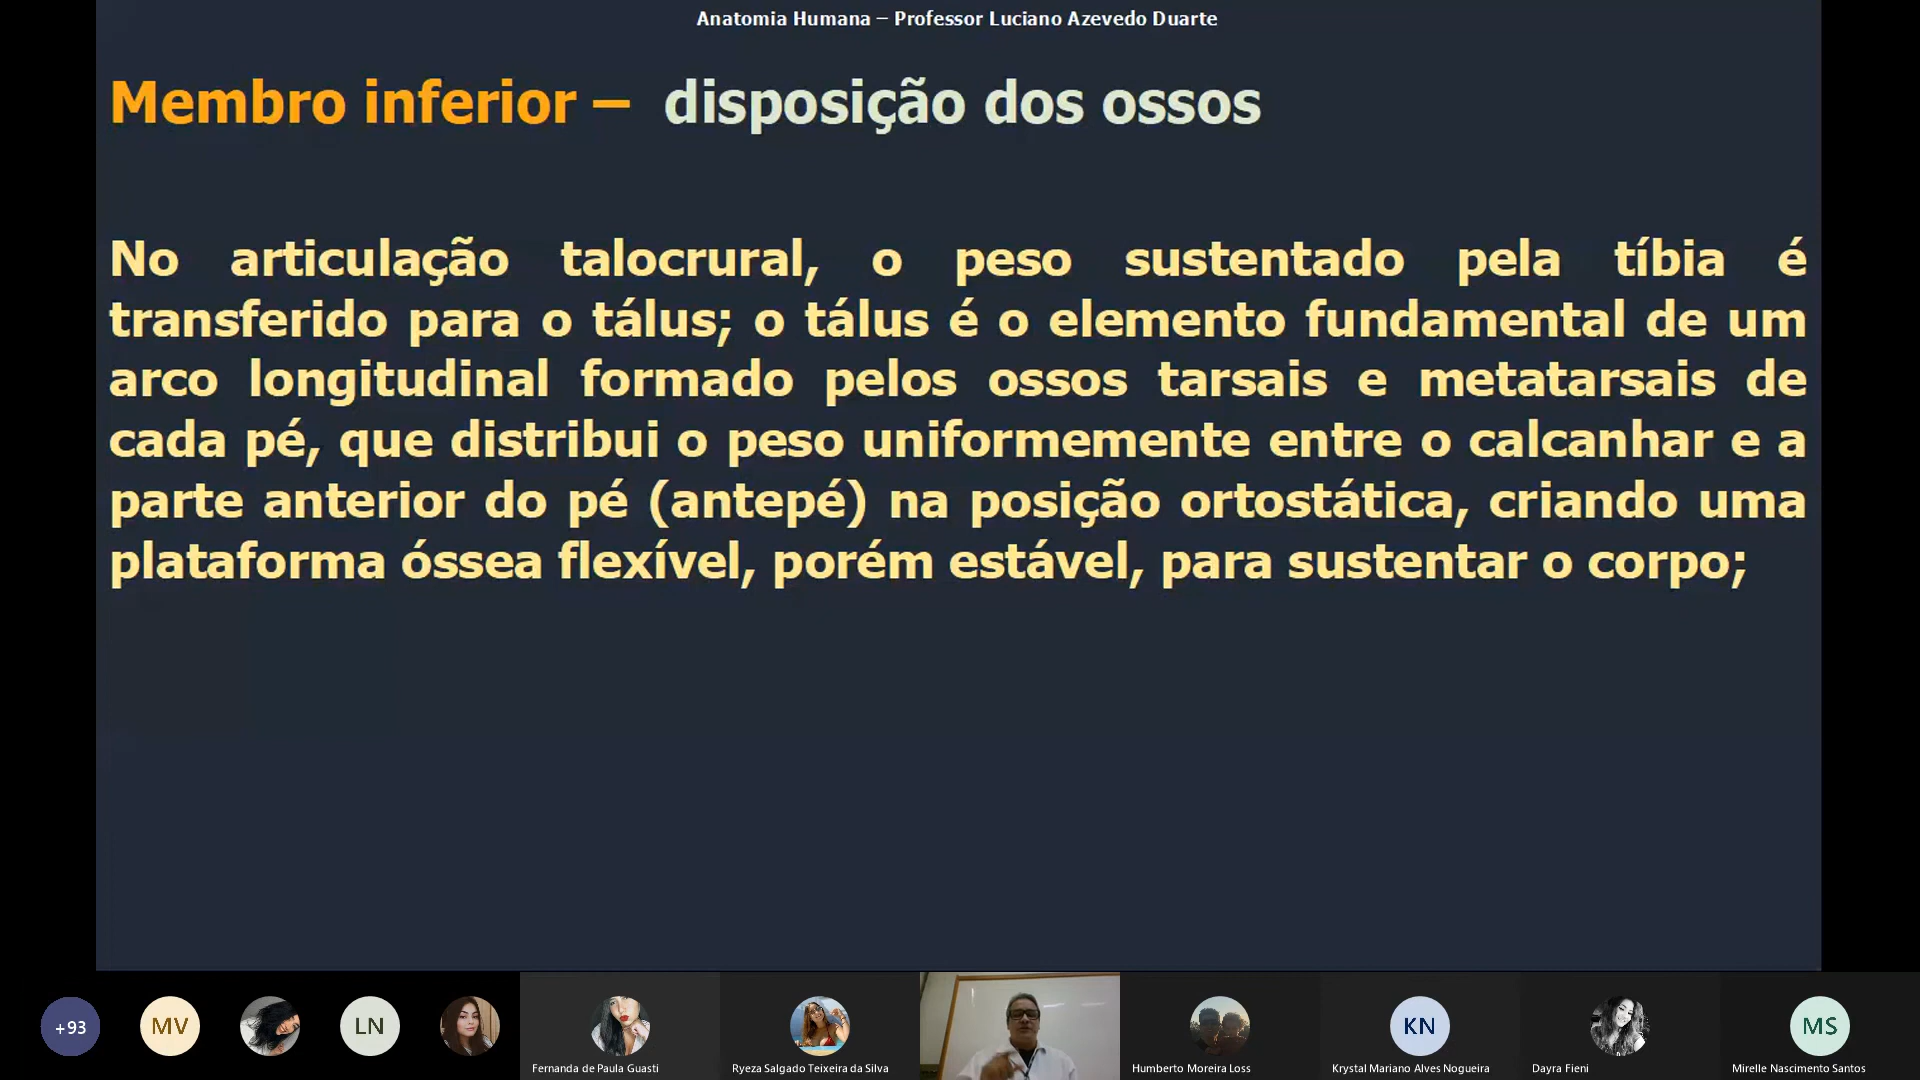 Anatomia Humana – Professor Luciano Azevedo Duarte
Membro inferior – disposição dos ossos
No articulação talocrural, o peso sustentado pela tíbia é
transferido para o tálus; o tálus é o elemento fundamental de um
arco longitudinal formado pelos ossos tarsais e metatarsais de
cada pé, que distribui o peso uniformemente entre o calcanhar e a
parte anterior do pé (antepé) na posição ortostática, criando uma
plataforma óssea flexível, porém estável, para sustentar o corpo;
+93
MV
LN
KN
MS
Fernanda de Paula Guasti
Ryeza Salgado Teixeira da Silva
Humberto Moreira Loss
Krystal Mariano Alves Nogueira
Dayra Fieni
Mirelle Nascimento Santos